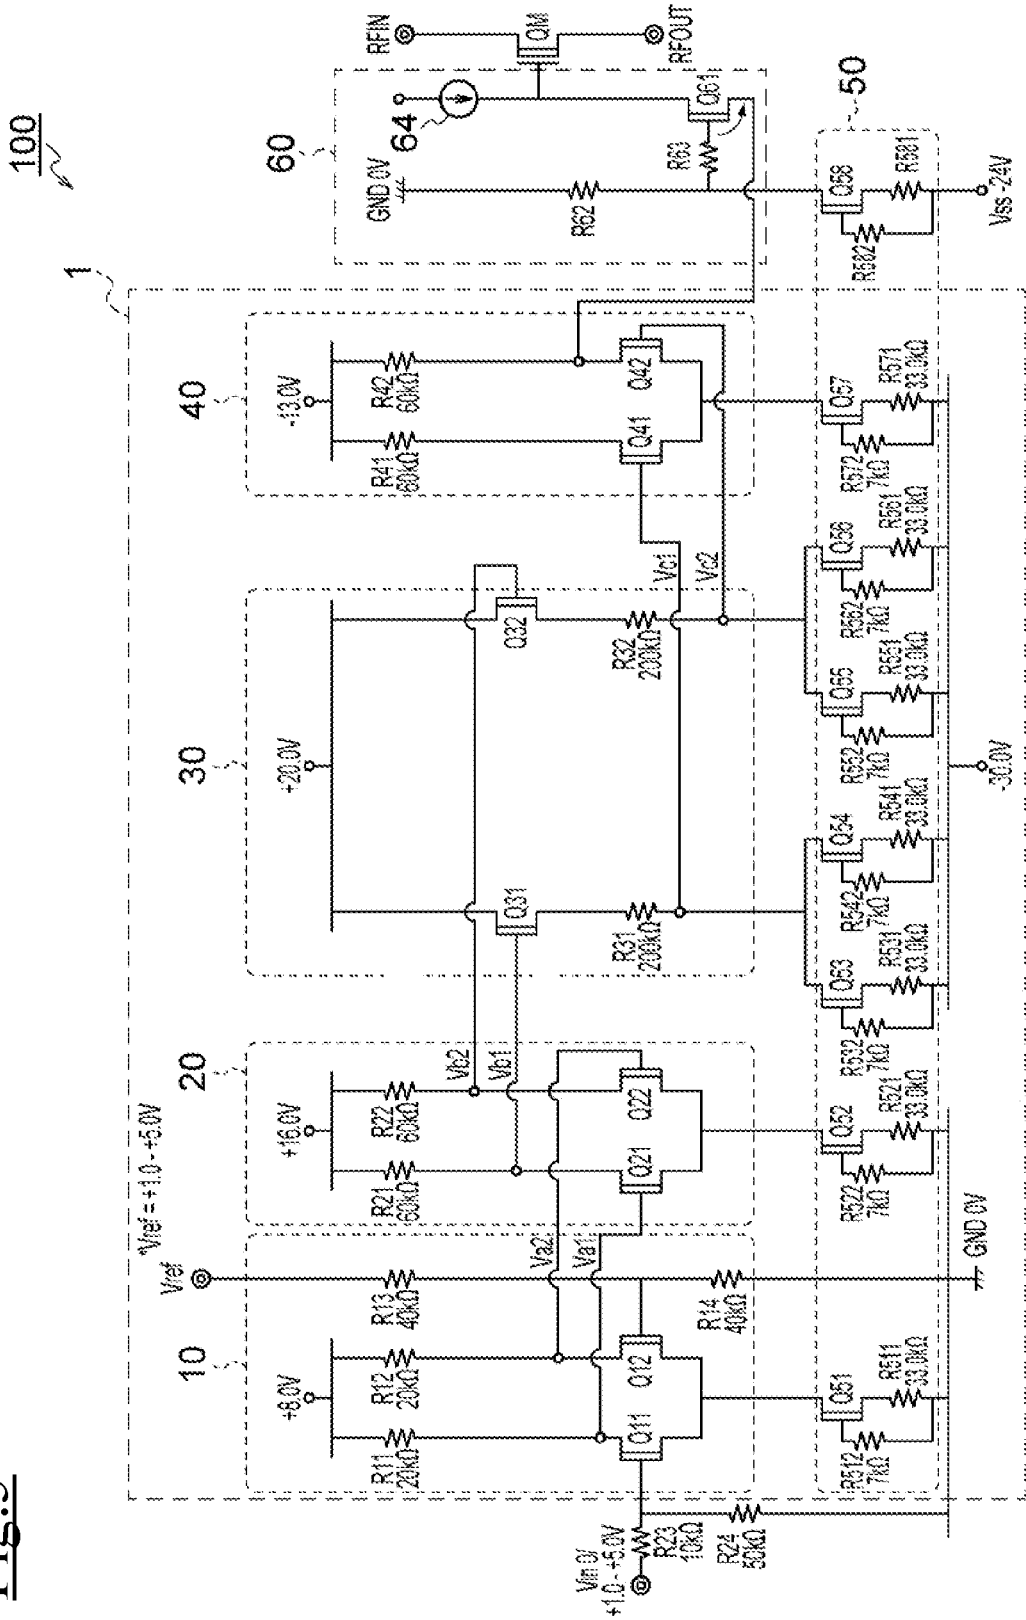 Fig.5
100
1
*Vref = +1.0 - +5.0V
Vref
10
+8.0V
R11
20kΩ
R12
20kΩ
R13
40kΩ
Va2
Va1
Q11
Q12
R14
40kΩ
Vin 0/
+1.0 - +5.0V
R23
10kΩ
R24
50kΩ
20
+16.0V
R21
60kΩ
R22
60kΩ
Vb2
Vb1
Q21
Q22
30
+20.0V
Q31
Q32
R31
200kΩ
R32
200kΩ
Vc1
Vc2
40
-13.0V
R41
60kΩ
R42
60kΩ
Q41
Q42
60
GND 0V
64
R62
R63
Q61
RFIN
QM
RFOUT
50
Q51
R512
7kΩ
R511
33.0kΩ
GND 0V
Q52
R522
7kΩ
R521
33.0kΩ
Q53
R532
7kΩ
R531
33.0kΩ
Q54
R542
7kΩ
R541
33.0kΩ
Q55
R552
7kΩ
R551
33.0kΩ
Q56
R562
7kΩ
R561
33.0kΩ
Q57
R572
7kΩ
R571
33.0kΩ
Q58
R582
R581
-30.0V
Vss -24V